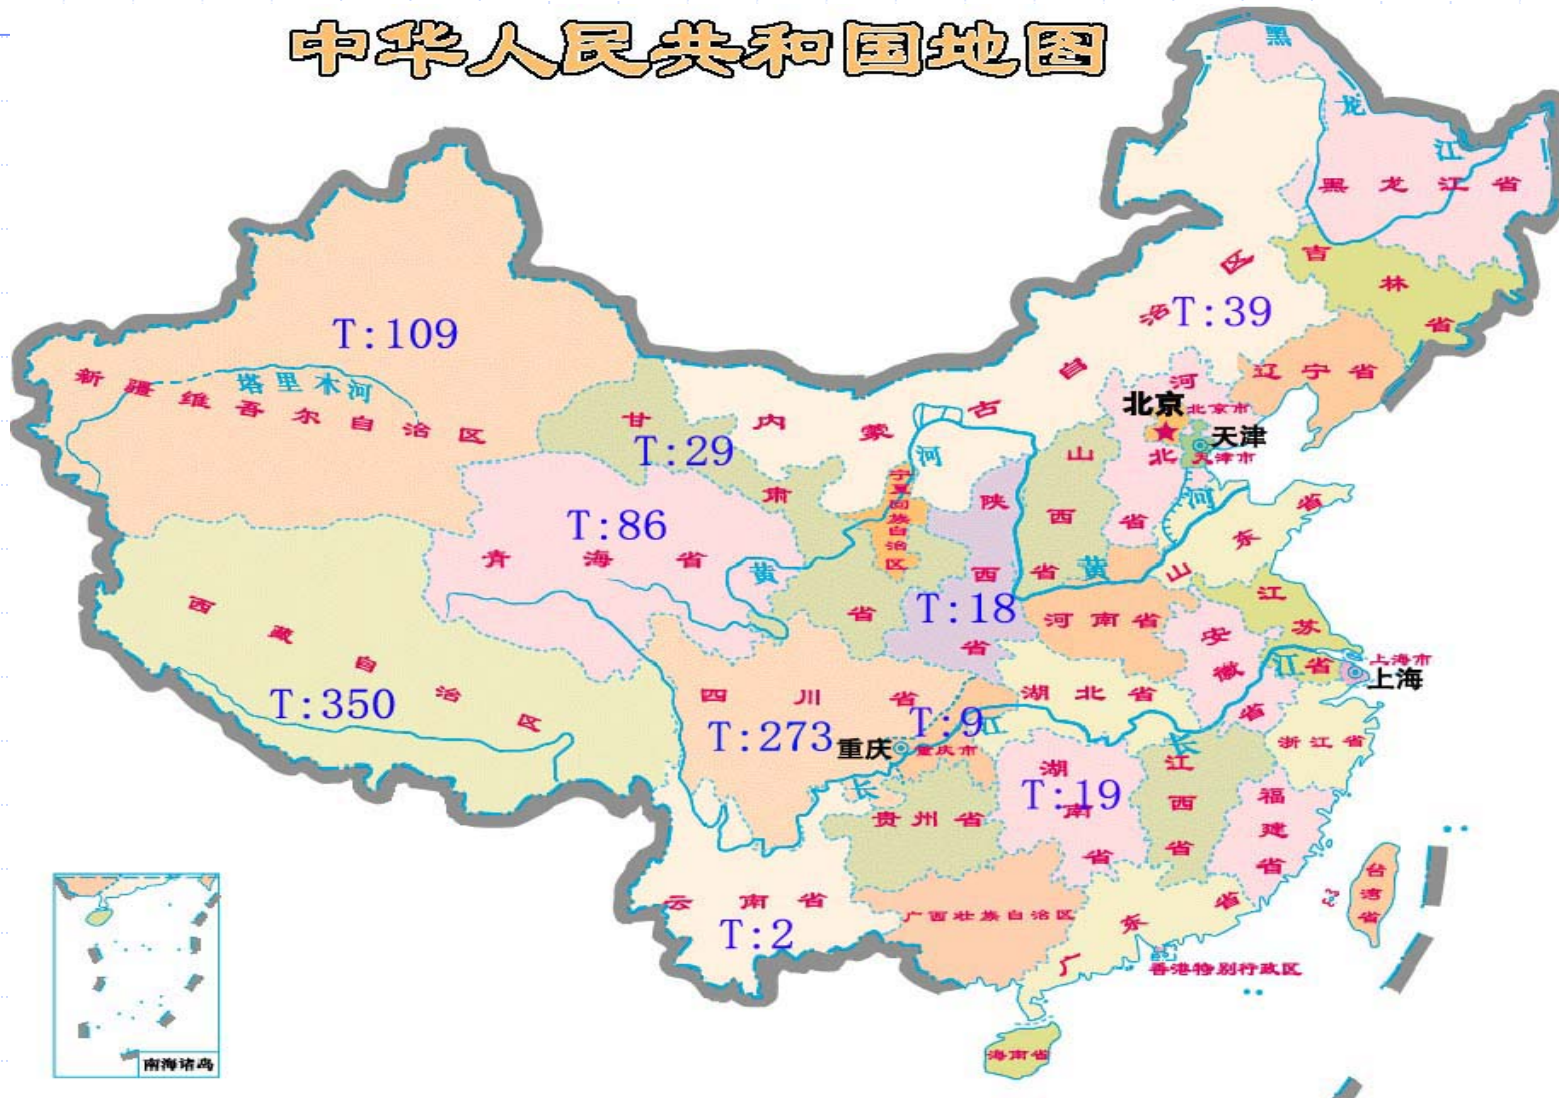 中华人民共和国地图
黑
龙
江
黑龙江省
吉
林
省
T:39
辽宁省
内蒙古自治区
T:109
新疆维吾尔自治区
塔里木河
甘
肃
省
T:29
宁夏回族自治区
河
河
北
省
北京
北京市
天津
天津市
河
山
西
省
陕
西
省
T:18
山
东
省
青海省
T:86
黄
黄
河南省
江
苏
省
安
徽
省
上海市
上海
江
西藏自治区
T:350
四川省
T:273
T:9
重庆
重庆市
江
湖北省
长
浙江省
湖
南
省
T:19
江
西
省
福
建
省
长
贵州省
云南省
T:2
广西壮族自治区
广
东
省
台
湾
省
香港特别行政区
海南省
南海诸岛